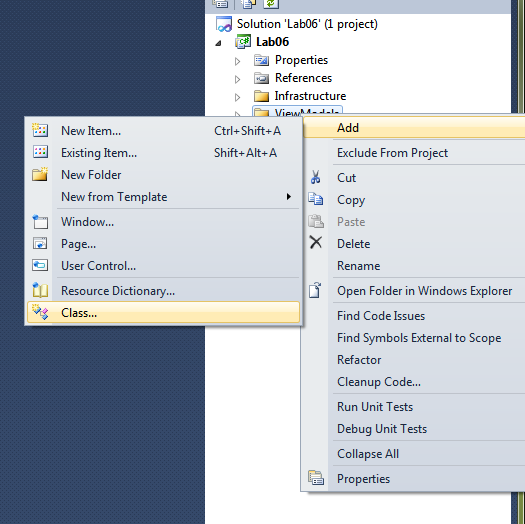 Solution 'Lab06' (1 project)
Lab06
Properties
References
Infrastructure
ViewModels
Add
Exclude From Project
Cut
Copy
Paste
Delete
Rename
Open Folder in Windows Explorer
Find Code Issues
Find Symbols External to Scope
Refactor
Cleanup Code...
Run Unit Tests
Debug Unit Tests
Collapse All
Properties
New Item... Ctrl+Shift+A
Existing Item... Shift+Alt+A
New Folder
New from Template
Window...
Page...
User Control...
Resource Dictionary...
Class...